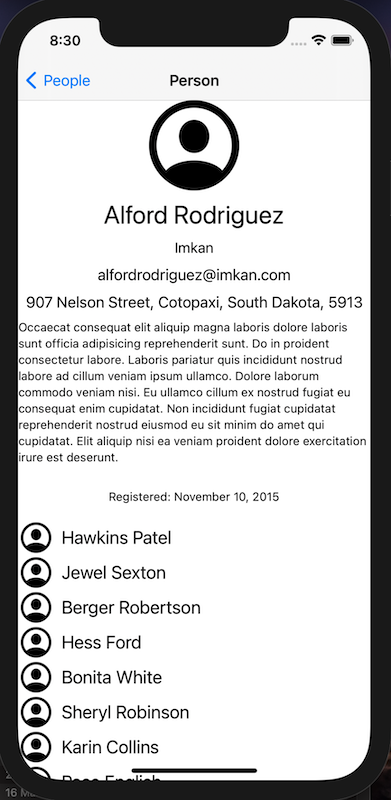 8:30
People
Person
Alford Rodriguez
Imkan
alfordrodriguez@imkan.com
907 Nelson Street, Cotopaxi, South Dakota, 5913
Occaecat consequat elit aliquip magna laboris dolore laboris
sunt officia adipisicing reprehenderit sunt. Do in proident
consectetur labore. Laboris pariatur quis incididunt nostrud
labore ad cillum veniam ipsum ullamco. Dolore laborum
commodo veniam nisi. Eu ullamco cillum ex nostrud fugiat eu
consequat enim cupidatat. Non incididunt fugiat cupidatat
reprehenderit nostrud eiusmod eu sit minim do amet qui
cupidatat. Elit aliquip nisi ea veniam proident dolore exercitation
irure est deserunt.
Registered: November 10, 2015
Hawkins Patel
Jewel Sexton
Berger Robertson
Hess Ford
Bonita White
Sheryl Robinson
Karin Collins
English